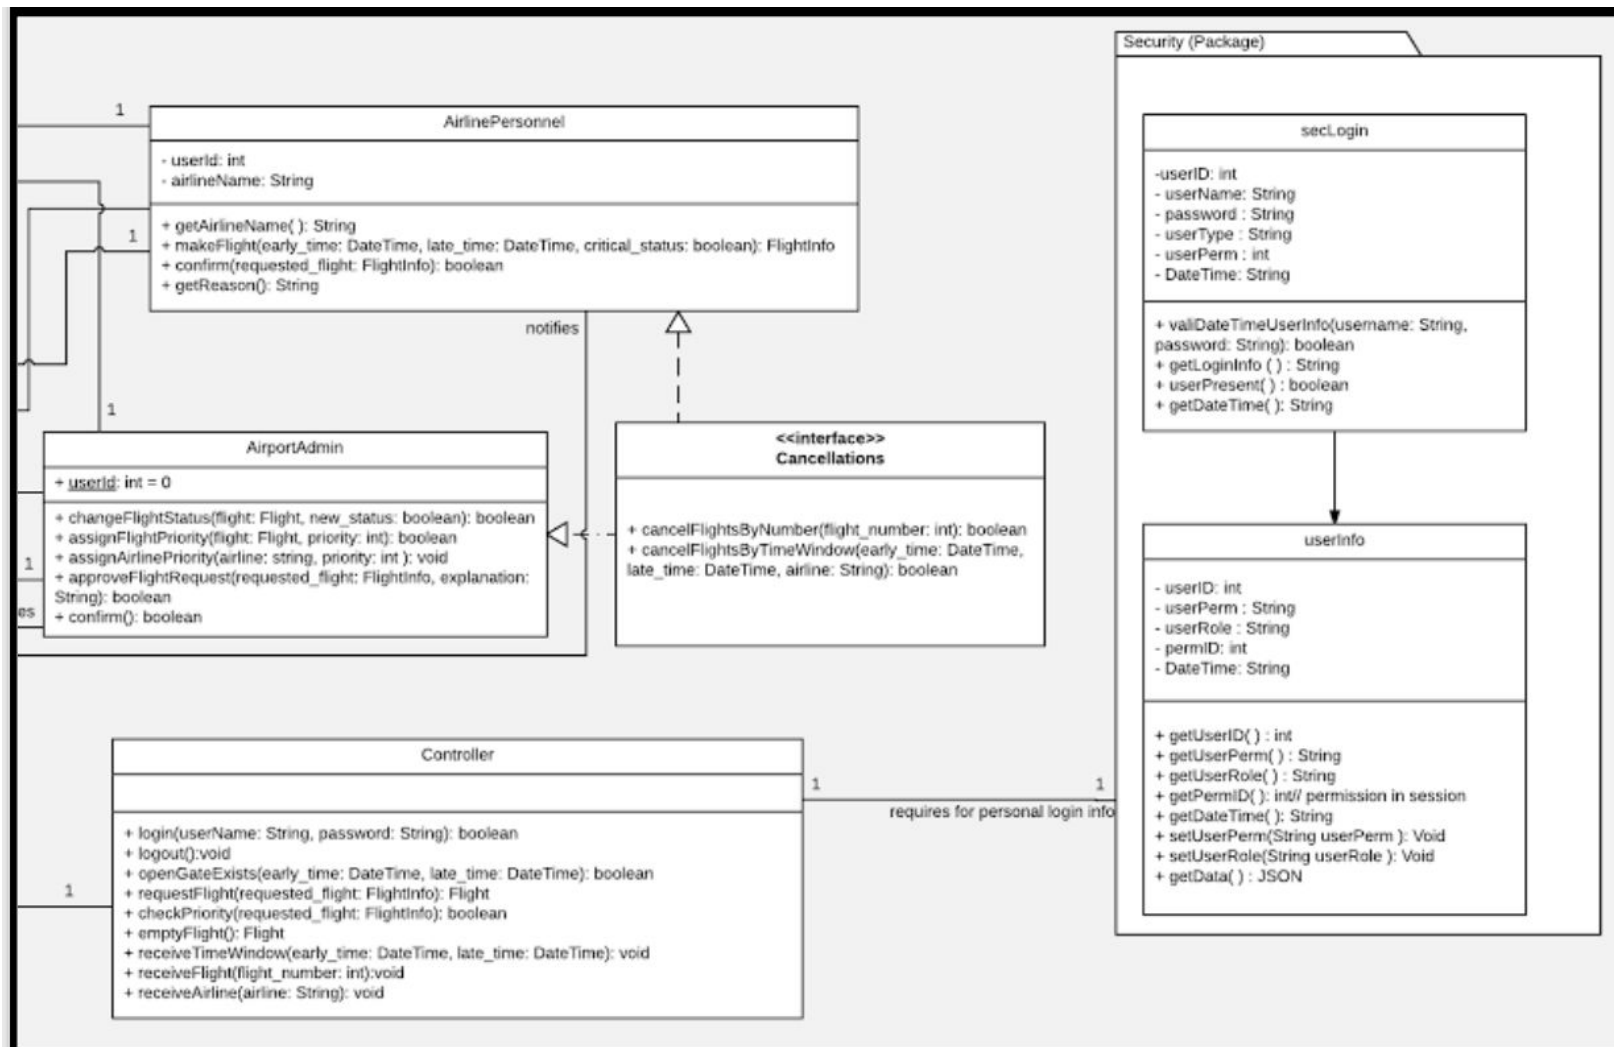 Security (Package)
1
AirlinePersonnel
- userId: int
- airlineName: String
+ getAirlineName( ): String
+ makeFlight(early_time: DateTime, late_time: DateTime, critical_status: boolean): FlightInfo
+ confirm(requested_flight: FlightInfo): boolean
+ getReason(): String
1
notifies
1
secLogin
-userID: int
- userName: String
- password : String
- userType : String
- userPerm : int
- DateTime: String
+ valiDateTimeUserInfo(username: String,
password: String): boolean
+ getLoginInfo ( ) : String
+ userPresent( ) : boolean
+ getDateTime( ): String
AirportAdmin
+ userId: int = 0
+ changeFlightStatus(flight: Flight, new_status: boolean): boolean
+ assignFlightPriority(flight: Flight, priority: int): boolean
+ assignAirlinePriority(airline: string, priority: int ): void
+ approveFlightRequest(requested_flight: FlightInfo, explanation:
String): boolean
+ confirm(): boolean
1
es
<<interface>>
Cancellations
+ cancelFlightsByNumber(flight_number: int): boolean
+ cancelFlightsByTimeWindow(early_time: DateTime,
late_time: DateTime, airline: String): boolean
userInfo
- userID: int
- userPerm : String
- userRole : String
- permID: int
- DateTime: String
+ getUserID( ) : int
+ getUserPerm( ) : String
+ getUserRole( ) : String
+ getPermID( ): int// permission in session
+ getDateTime( ): String
+ setUserPerm(String userPerm ): Void
+ setUserRole(String userRole ): Void
+ getData( ) : JSON
Controller
+ login(userName: String, password: String): boolean
+ logout():void
+ openGateExists(early_time: DateTime, late_time: DateTime): boolean
+ requestFlight(requested_flight: FlightInfo): Flight
+ checkPriority(requested_flight: FlightInfo): boolean
+ emptyFlight(): Flight
+ receiveTimeWindow(early_time: DateTime, late_time: DateTime): void
+ receiveFlight(flight_number: int):void
+ receiveAirline(airline: String): void
1
1
1
requires for personal login info